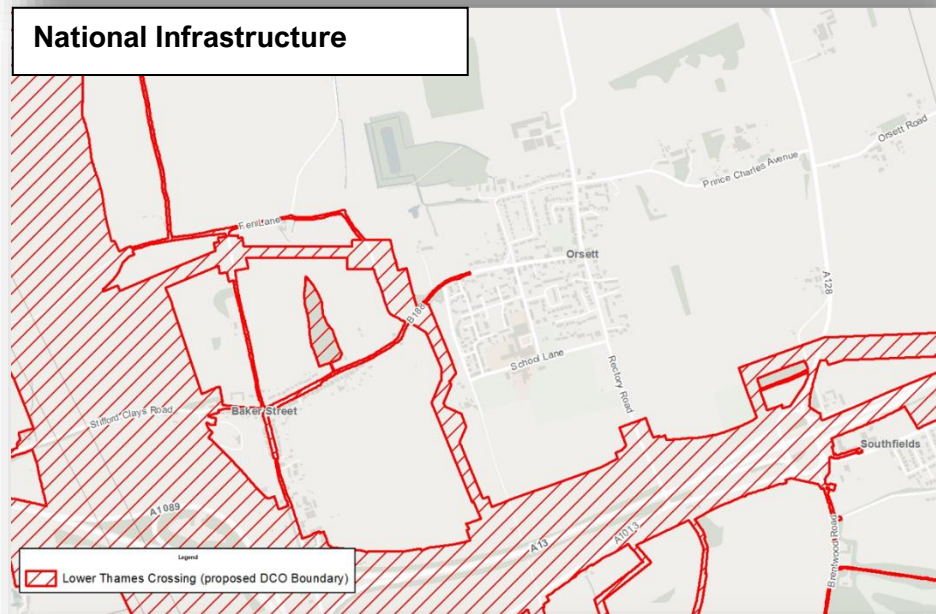 National Infrastructure
Orsett Road
Prince Charles Avenue
Fen Lane
Orsett
A128
B188
School Lane
Rectory Road
Baker Street
Stifford Clays Road
Southfields
A1089
A13
A1013
Brentwood Road
Legend
Lower Thames Crossing (proposed DCO Boundary)